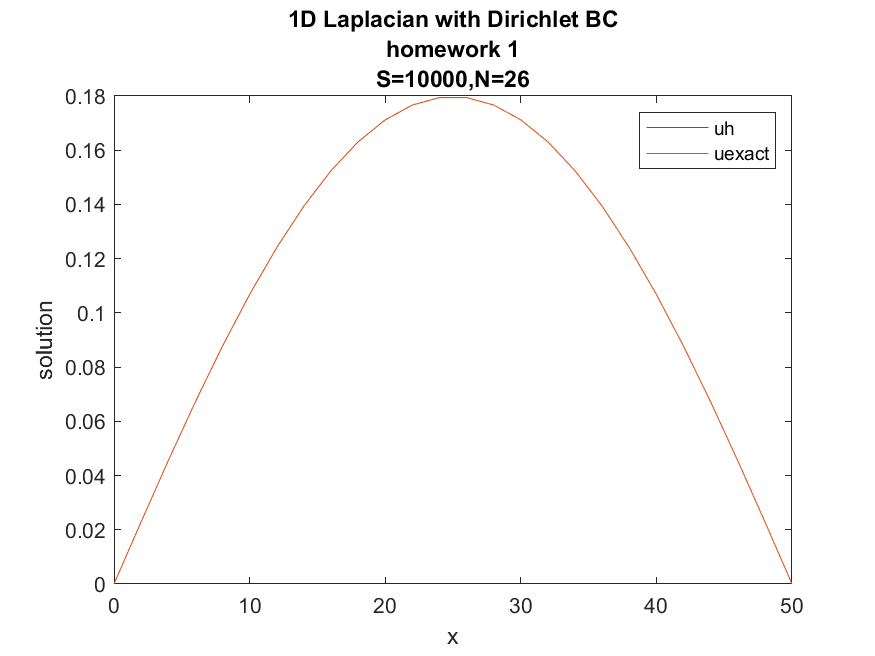 1D Laplacian with Dirichlet BC
homework 1
S=10000,N=26
0.18
0.16
0.14
0.12
0.1
0.08
0.06
0.04
0.02
0
solution
uh
uexact
0 10 20 30 40 50
x